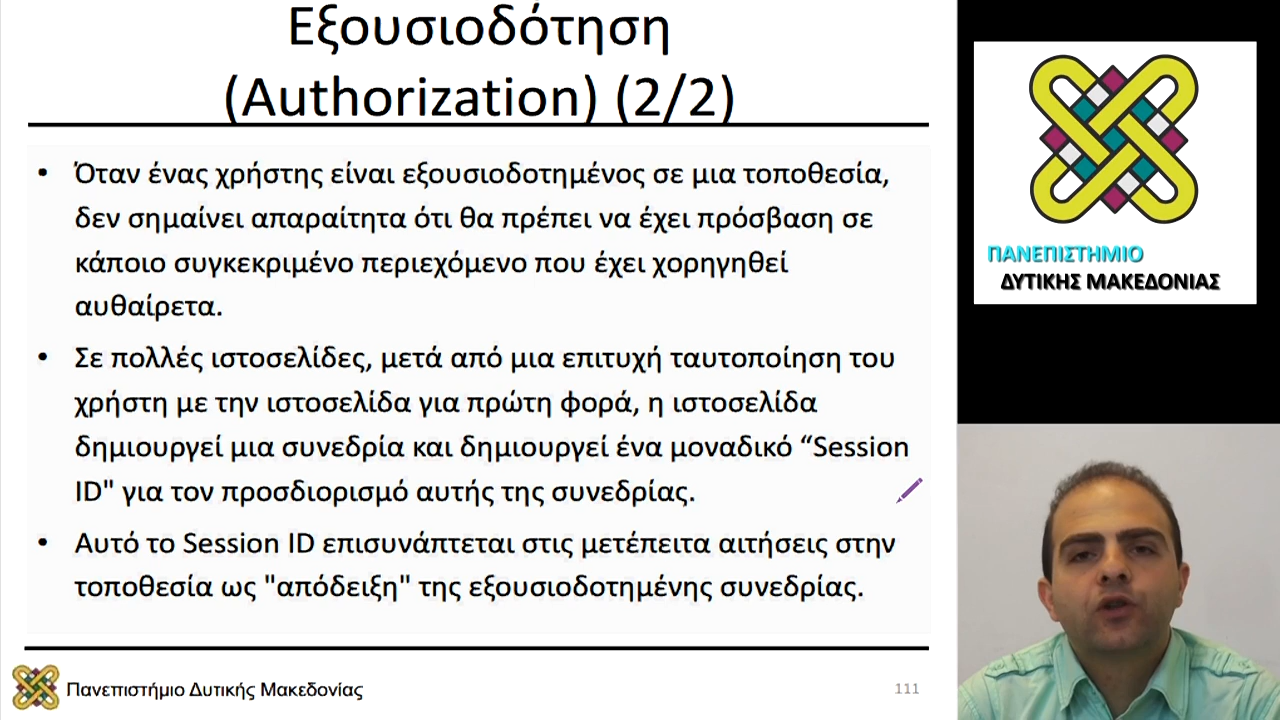 Εξουσιοδότηση
(Authorization) (2/2)
• Όταν ένας χρήστης είναι εξουσιοδοτημένος σε μια τοποθεσία,
δεν σημαίνει απαραίτητα ότι θα πρέπει να έχει πρόσβαση σε
κάποιο συγκεκριμένο περιεχόμενο που έχει χορηγηθεί
αυθαίρετα.
• Σε πολλές ιστοσελίδες, μετά από μια επιτυχή ταυτοποίηση του
χρήστη με την ιστοσελίδα για πρώτη φορά, η ιστοσελίδα
δημιουργεί μια συνεδρία και δημιουργεί ένα μοναδικό “Session
ID" για τον προσδιορισμό αυτής της συνεδρίας.
• Αυτό το Session ID επισυνάπτεται στις μετέπειτα αιτήσεις στην
τοποθεσία ως "απόδειξη" της εξουσιοδοτημένης συνεδρίας.
Πανεπιστήμιο Δυτικής Μακεδονίας
111
ΠΑΝΕΠΙΣΤΗΜΙΟ
ΔΥΤΙΚΗΣ ΜΑΚΕΔΟΝΙΑΣ